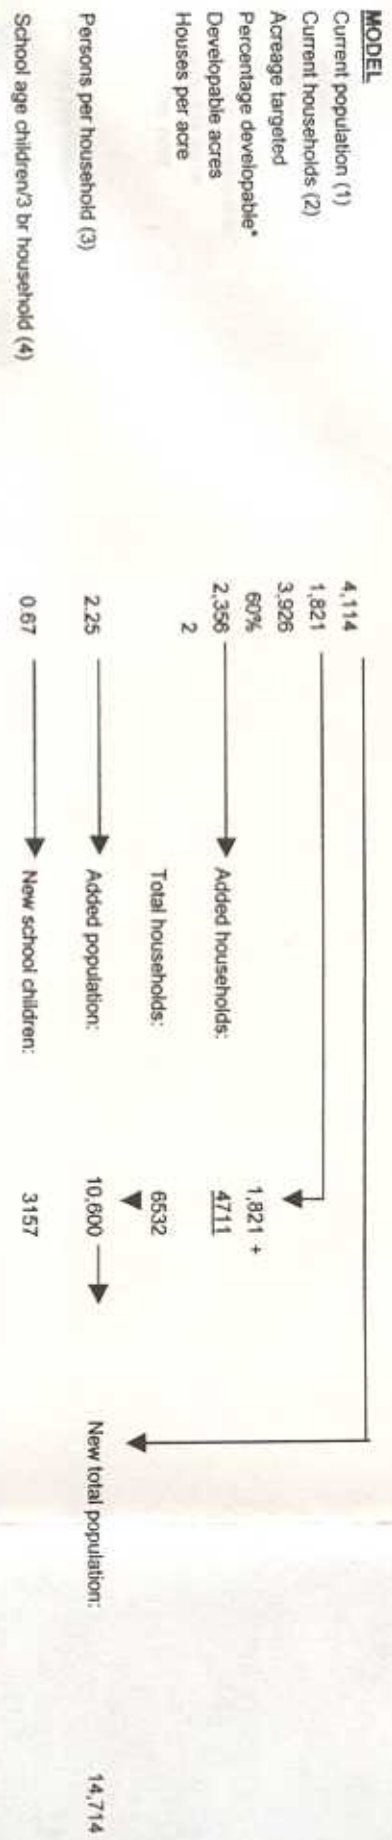 MODEL
Current population (1) 4,114
Current households (2) 1,821
Acreage targeted 3,926
Percentage developable* 60% 1,821 +
Developable acres 2,356 Added households: 4711
Houses per acre 2
Total households: 6532
Persons per household (3) 2.25 Added population: 10,600 New total population: 14,714
School age children/3 br household (4) 0.67 New school children: 3157